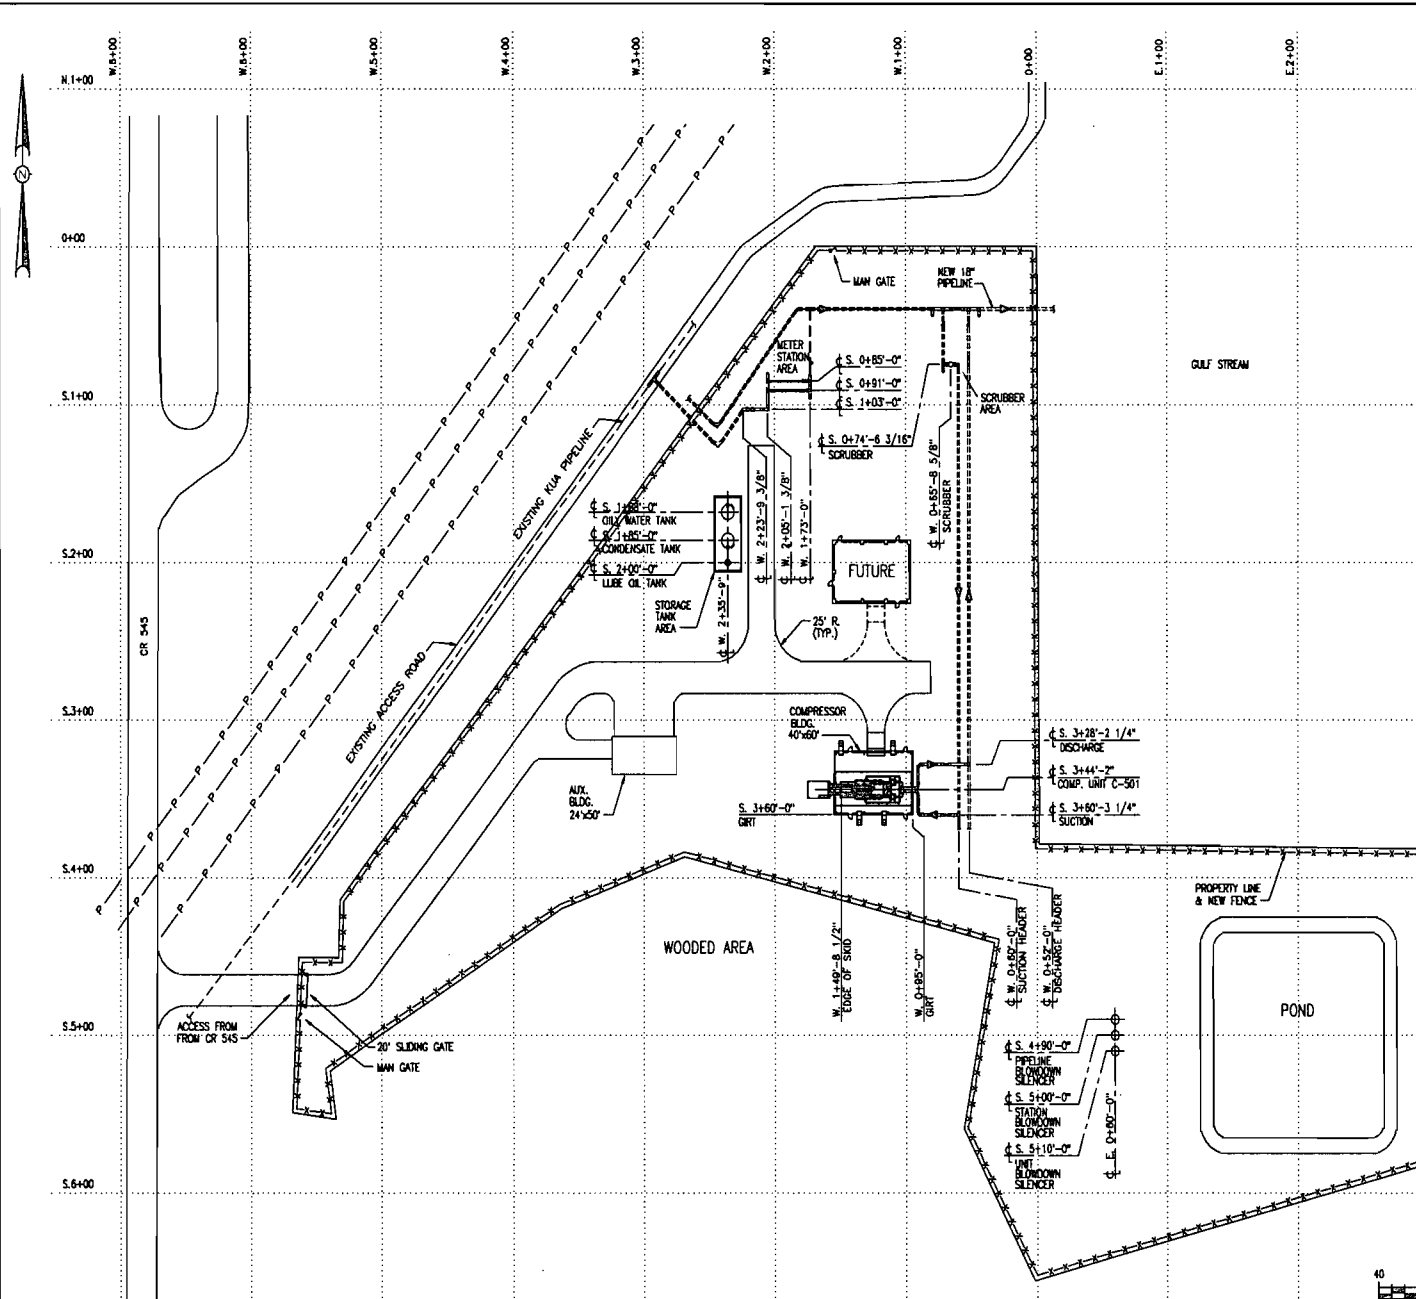 W.8+00
W.6+00
W.5+00
W.4+00
W.3+00
W.2+00
W.1+00
0+00
E.1+00
E.2+00
N.1+00
Z
0+00
S.1+00
S.2+00
S.3+00
S.4+00
S.5+00
S.6+00
MAN GATE
NEW 18"
PIPELINE
GULF STREAM
METER
STATION
AREA
℄ S. 0+85'-0"
℄ S. 0+91'-0"
℄ S. 1+03'-0"
SCRUBBER
AREA
℄ S. 0+74'-6 3/16"
SCRUBBER
℄ W. 0+65'-8 5/8"
SCRUBBER
EXISTING KUA PIPELINE
℄ S. 1+68'-0"
OILY WATER TANK
℄ S. 1+85'-0"
CONDENSATE TANK
℄ S. 2+00'-0"
LUBE OIL TANK
℄ W. 2+23'-9 3/8"
℄ W. 2+05'-1 3/8"
℄ W. 1+73'-0"
FUTURE
STORAGE
TANK
AREA
℄ W. 2+35'-9"
25' R.
(TYP.)
CR 545
EXISTING ACCESS ROAD
COMPRESSOR
BLDG.
40'x60'
℄ S. 3+28'-2 1/4"
DISCHARGE
℄ S. 3+44'-2"
COMP. UNIT C-501
℄ S. 3+60'-3 1/4"
SUCTION
AUX.
BLDG.
24'x50'
S. 3+60'-0"
GIRT
PROPERTY LINE
& NEW FENCE
WOODED AREA
W. 1+49'-8 1/2"
EDGE OF SKID
W. 0+95'-0"
GIRT
℄ W. 0+60'-0"
SUCTION HEADER
℄ W. 0+52'-0"
DISCHARGE HEADER
POND
ACCESS FROM
FROM CR 545
20' SLIDING GATE
MAN GATE
℄ S. 4+90'-0"
PIPELINE
BLOWDOWN
SILENCER
℄ S. 5+00'-0"
STATION
BLOWDOWN
SILENCER
℄ S. 5+10'-0"
UNIT
BLOWDOWN
SILENCER
℄ E. 0+60'-0"
40